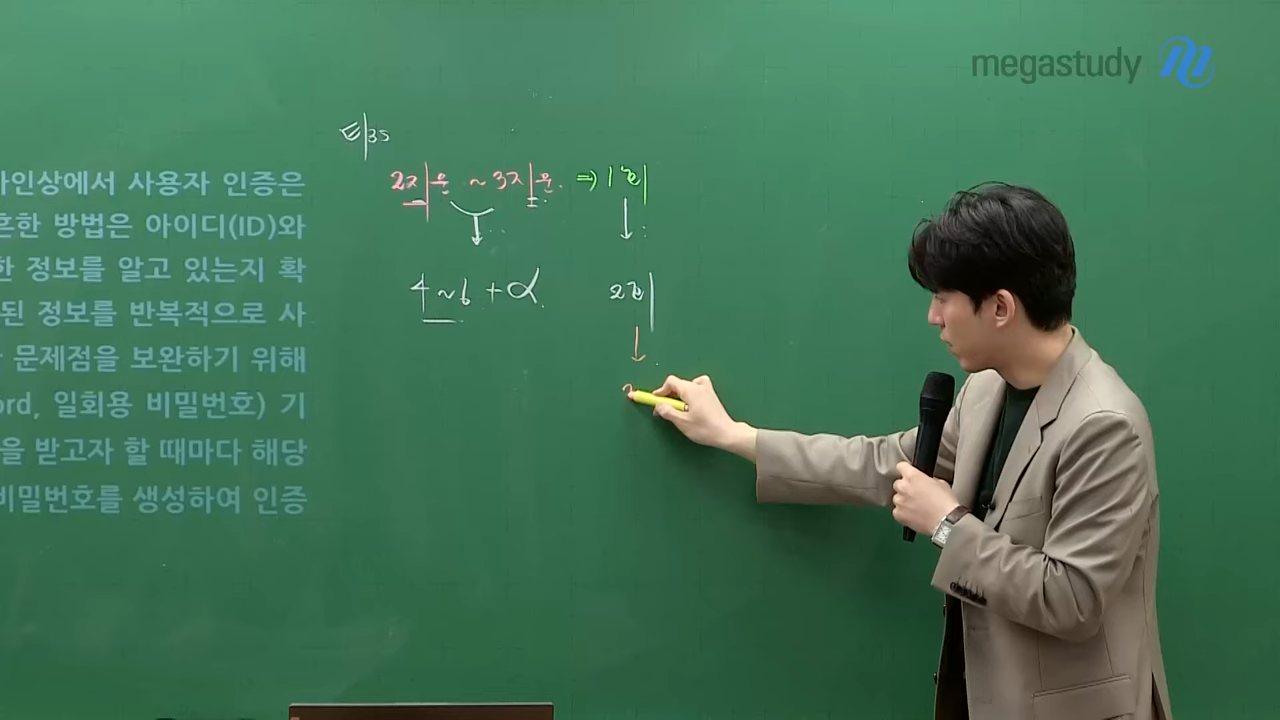 megastudy
라인상에서 사용자 인증은
흔한 방법은 아이디(ID)와
한 정보를 알고 있는지 확
된 정보를 반복적으로 사
문제점을 보완하기 위해
ord, 일회용 비밀번호) 기
을 받고자 할 때마다 해당
비밀번호를 생성하여 인증
E 35
2지문 ~ 3지문 ⇒ 1회
4 ~ 6 + α 2회